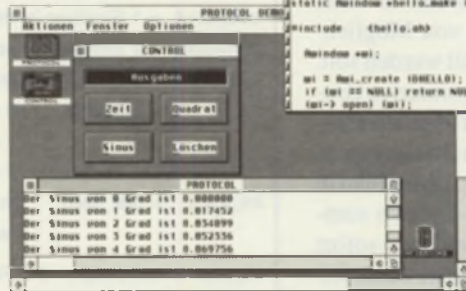 PROTOCOL DEMO
Aktionen Fenster Optionen
static Awindow *hello_make
#include <hello.ah>
Awindow *wi;
wi = Awi_create (&HELLO);
if (wi == NULL) return
(wi-> open) (wi);
PROTOCOL
CONTROL
CONTROL
Ausgaben
Zeit Quadrat
Sinus Löschen
PROTOCOL
Der Sinus von 0 Grad ist 0.000000
Der Sinus von 1 Grad ist 0.017452
Der Sinus von 2 Grad ist 0.034899
Der Sinus von 3 Grad ist 0.052336
Der Sinus von 4 Grad ist 0.069756